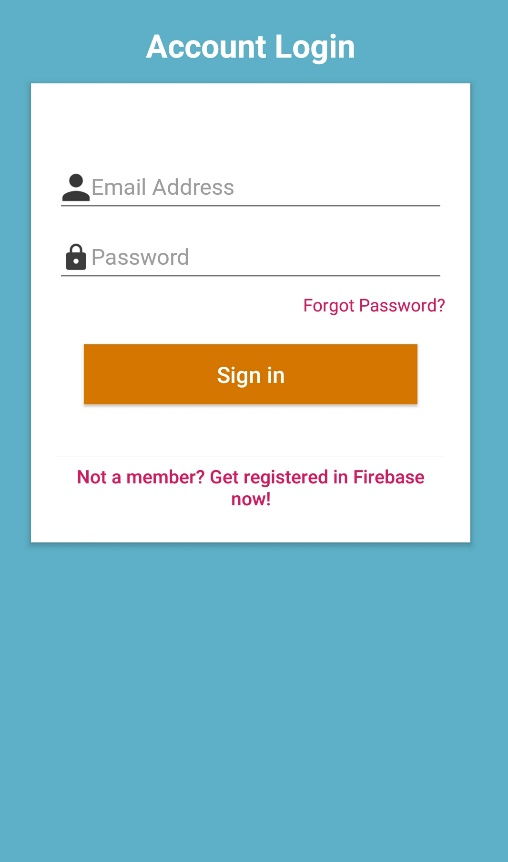 Account Login
Email Address
Password
Forgot Password?
Sign in
Not a member? Get registered in Firebase
now!